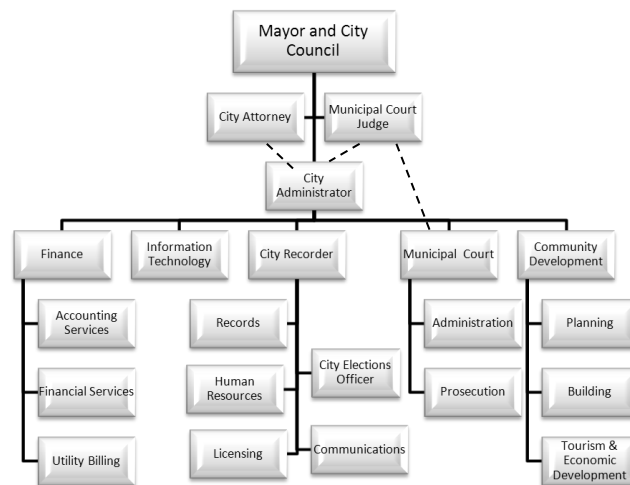 Mayor and City
Council
City Attorney
Municipal Court
Judge
City
Administrator
Finance
Information
Technology
City Recorder
Municipal Court
Community
Development
Accounting
Services
Records
Administration
Planning
City Elections
Officer
Financial Services
Human
Resources
Prosecution
Building
Utility Billing
Licensing
Communications
Tourism &
Economic
Development